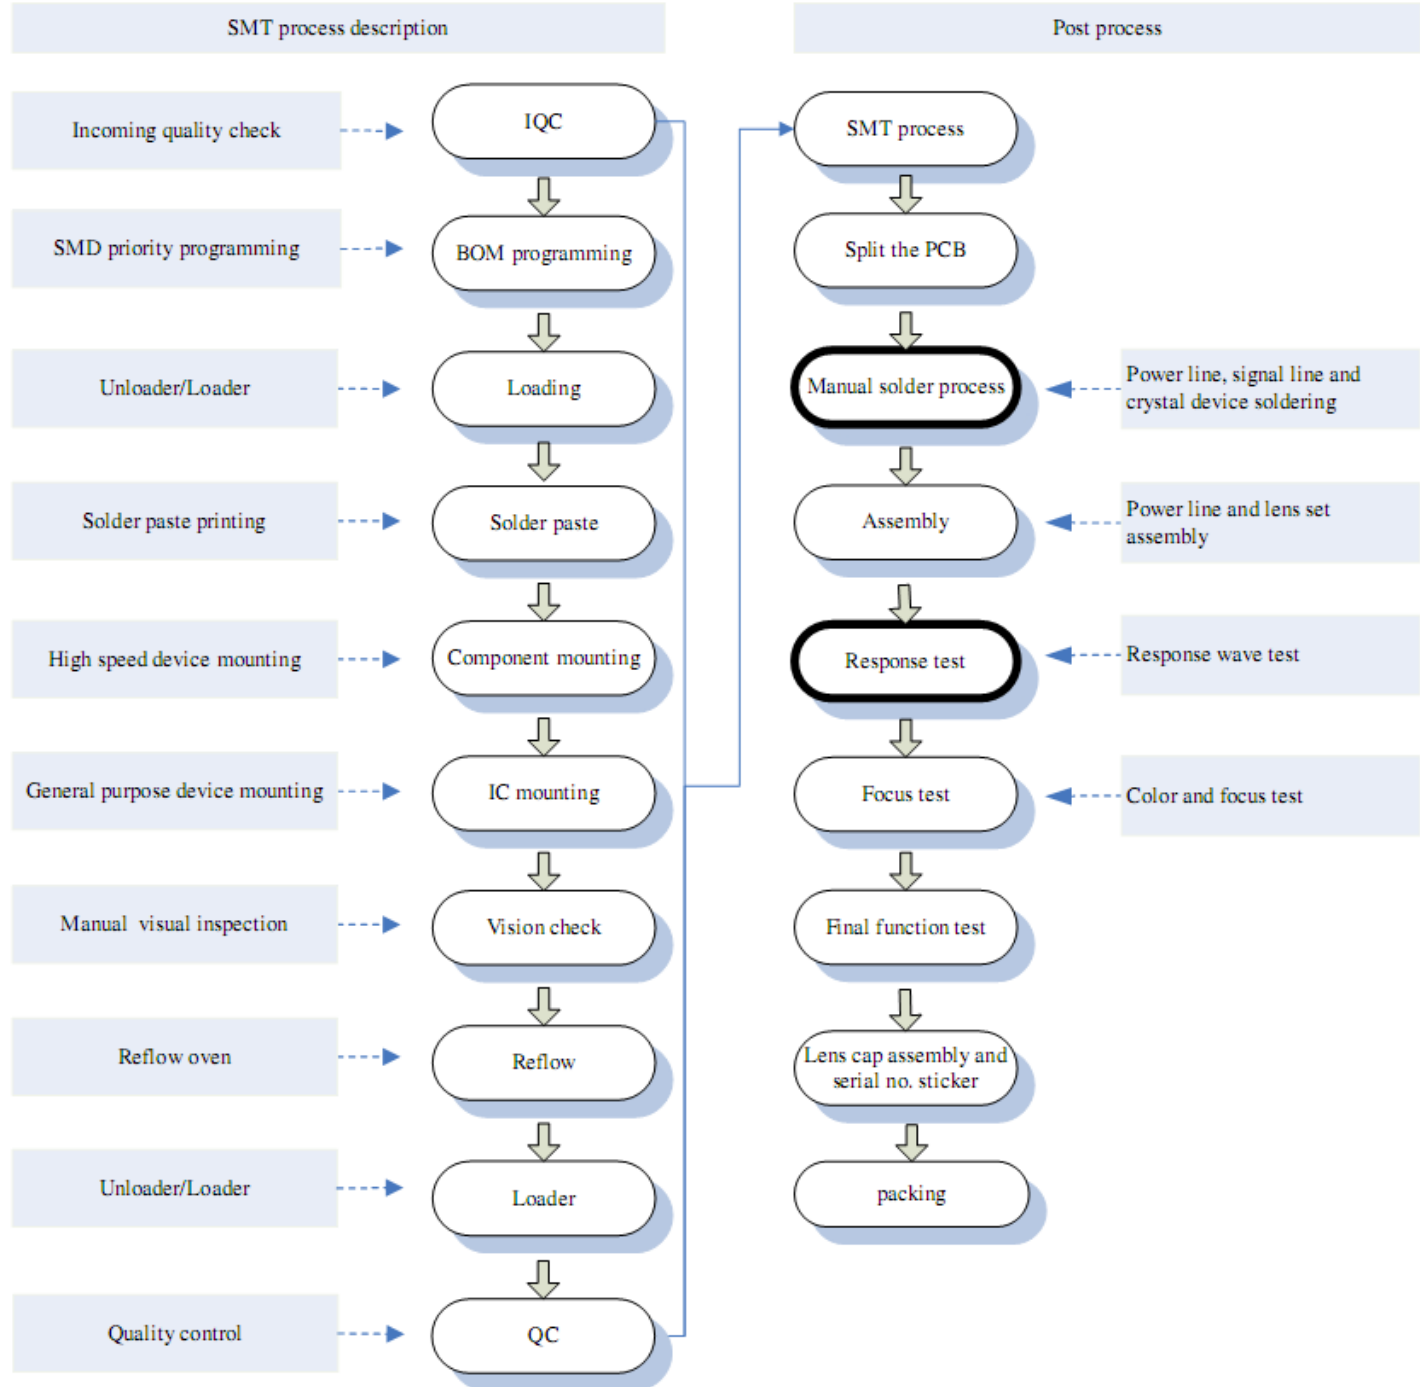 SMT process description
Post process
Incoming quality check
IQC
SMD priority programming
BOM programming
Unloader/Loader
Loading
Solder paste printing
Solder paste
High speed device mounting
Component mounting
General purpose device mounting
IC mounting
Manual visual inspection
Vision check
Reflow oven
Reflow
Unloader/Loader
Loader
Quality control
QC
SMT process
Split the PCB
Manual solder process
Power line, signal line and
crystal device soldering
Assembly
Power line and lens set
assembly
Response test
Response wave test
Focus test
Color and focus test
Final function test
Lens cap assembly and
serial no. sticker
packing